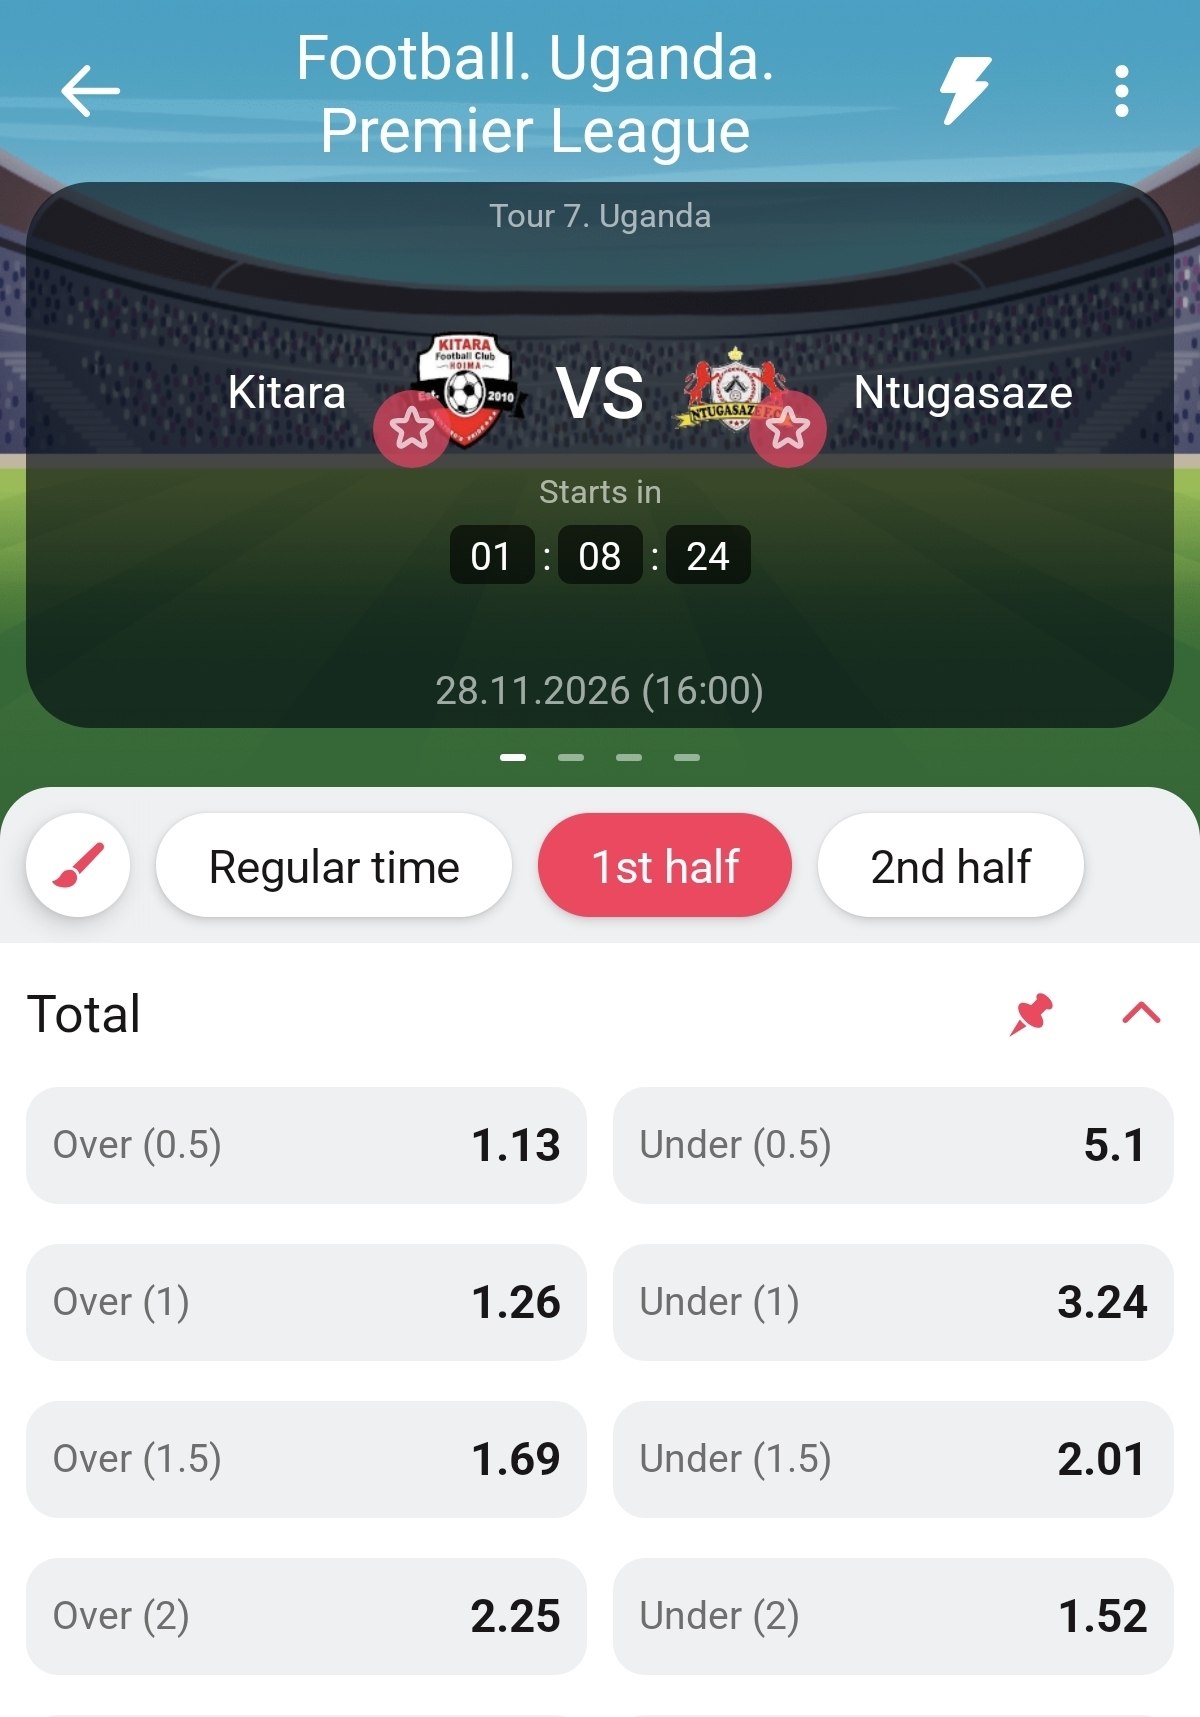 Football. Uganda.
Premier League
Tour 7. Uganda
KITARA
Football Club
HOIMA
Est. 2010
Kitara
VS
NTUGASAZE F.C
Ntugasaze
Starts in
01 : 08 : 24
28.11.2026 (16:00)
Regular time
1st half
2nd half
Total
Over (0.5) 1.13
Under (0.5) 5.1
Over (1) 1.26
Under (1) 3.24
Over (1.5) 1.69
Under (1.5) 2.01
Over (2) 2.25
Under (2) 1.52